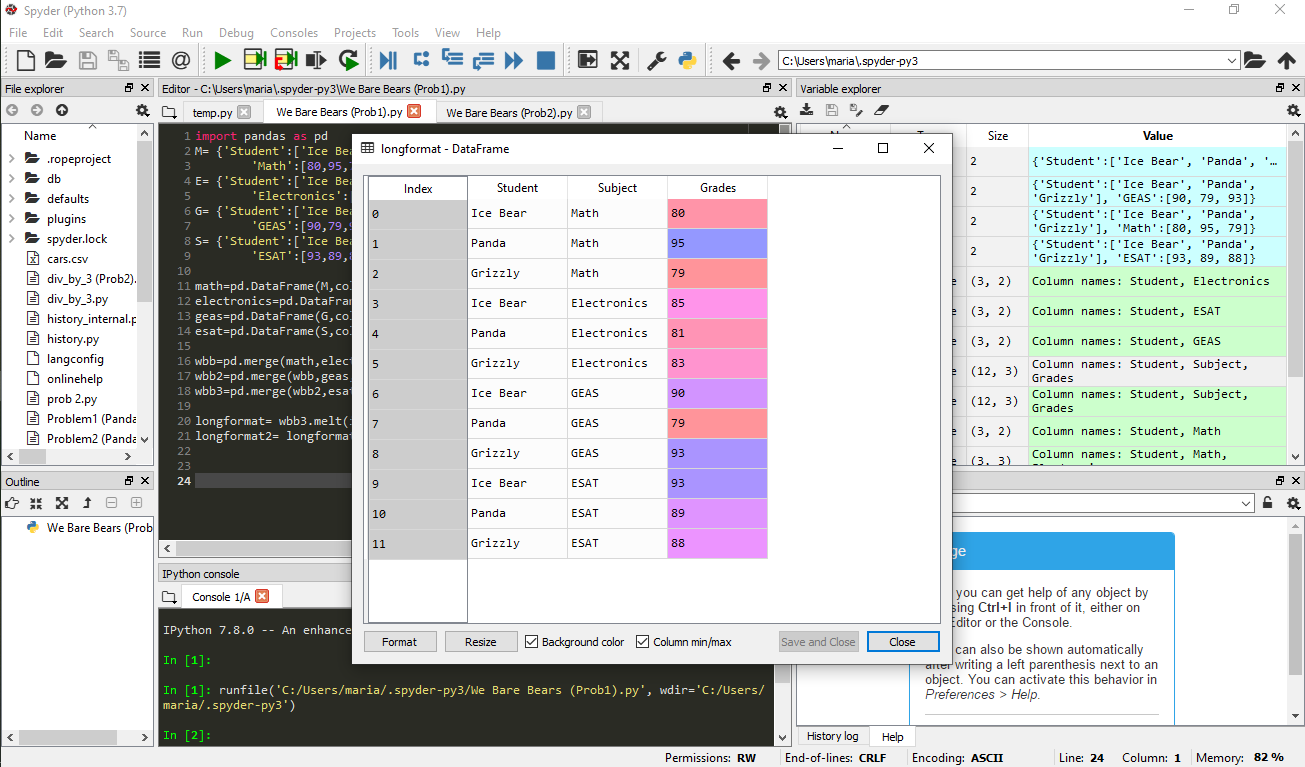 Spyder (Python 3.7)
File Edit Search Source Run Debug Consoles Projects Tools View Help
C:\Users\maria\.spyder-py3
File explorer
Name
.ropeproject
db
defaults
plugins
spyder.lock
cars.csv
div_by_3 (Prob2).
div_by_3.py
history_internal.p
history.py
langconfig
onlinehelp
prob 2.py
Problem1 (Panda
Problem2 (Panda
Outline
We Bare Bears (Prob
Editor - C:\Users\maria\.spyder-py3\We Bare Bears (Prob1).py
temp.py We Bare Bears (Prob1).py We Bare Bears (Prob2).py
1 import pandas as pd
2 M= {'Student':['Ice Bea
3 'Math':[80,95,
4 E= {'Student':['Ice Bea
5 'Electronics':
6 G= {'Student':['Ice Bea
7 'GEAS':[90,79,9
8 S= {'Student':['Ice Bea
9 'ESAT':[93,89,8
10
11 math=pd.DataFrame(M,col
12 electronics=pd.DataFram
13 geas=pd.DataFrame(G,col
14 esat=pd.DataFrame(S,col
15
16 wbb=pd.merge(math,elect
17 wbb2=pd.merge(wbb,geas
18 wbb3=pd.merge(wbb2,esat
19
20 longformat= wbb3.melt(i
21 longformat2= longformat
22
23
24
longformat - DataFrame
Index Student Subject Grades
0 Ice Bear Math 80
1 Panda Math 95
2 Grizzly Math 79
3 Ice Bear Electronics 85
4 Panda Electronics 81
5 Grizzly Electronics 83
6 Ice Bear GEAS 90
7 Panda GEAS 79
8 Grizzly GEAS 93
9 Ice Bear ESAT 93
10 Panda ESAT 89
11 Grizzly ESAT 88
Format Resize Background color Column min/max Save and Close Close
IPython console
Console 1/A
IPython 7.8.0 -- An enhance
In [1]:
In [1]: runfile('C:/Users/maria/.spyder-py3/We Bare Bears (Prob1).py', wdir='C:/Users/
maria/.spyder-py3')
In [2]:
Variable explorer
Size Value
2 {'Student':['Ice Bear', 'Panda', '...
2 {'Student':['Ice Bear', 'Panda',
'Grizzly'], 'GEAS':[90, 79, 93]}
2 {'Student':['Ice Bear', 'Panda',
'Grizzly'], 'Math':[80, 95, 79]}
2 {'Student':['Ice Bear', 'Panda',
'Grizzly'], 'ESAT':[93, 89, 88]}
e (3, 2) Column names: Student, Electronics
e (3, 2) Column names: Student, ESAT
e (3, 2) Column names: Student, GEAS
e (12, 3) Column names: Student, Subject,
Grades
e (12, 3) Column names: Student, Subject,
Grades
e (3, 2) Column names: Student, Math
e (3, 3) Column names: Student, Math,
ge
you can get help of any object by
sing Ctrl+I in front of it, either on
Editor or the Console.
can also be shown automatically
after writing a left parenthesis next to an
object. You can activate this behavior in
Preferences > Help.
History log Help
Permissions: RW End-of-lines: CRLF Encoding: ASCII Line: 24 Column: 1 Memory: 82 %